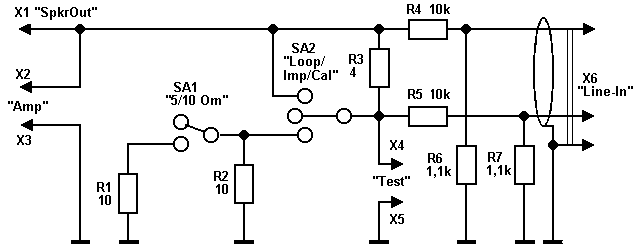 X1 "SpkrOut"
R4 10k
SA2
"Loop/
Imp/Cal"
R3
4
X2
SA1
"5/10 Om"
X6
"Line-In"
"Amp"
R5 10k
X3
X4
R6
1,1k
R7
1,1k
R1
10
R2
10
"Test"
X5